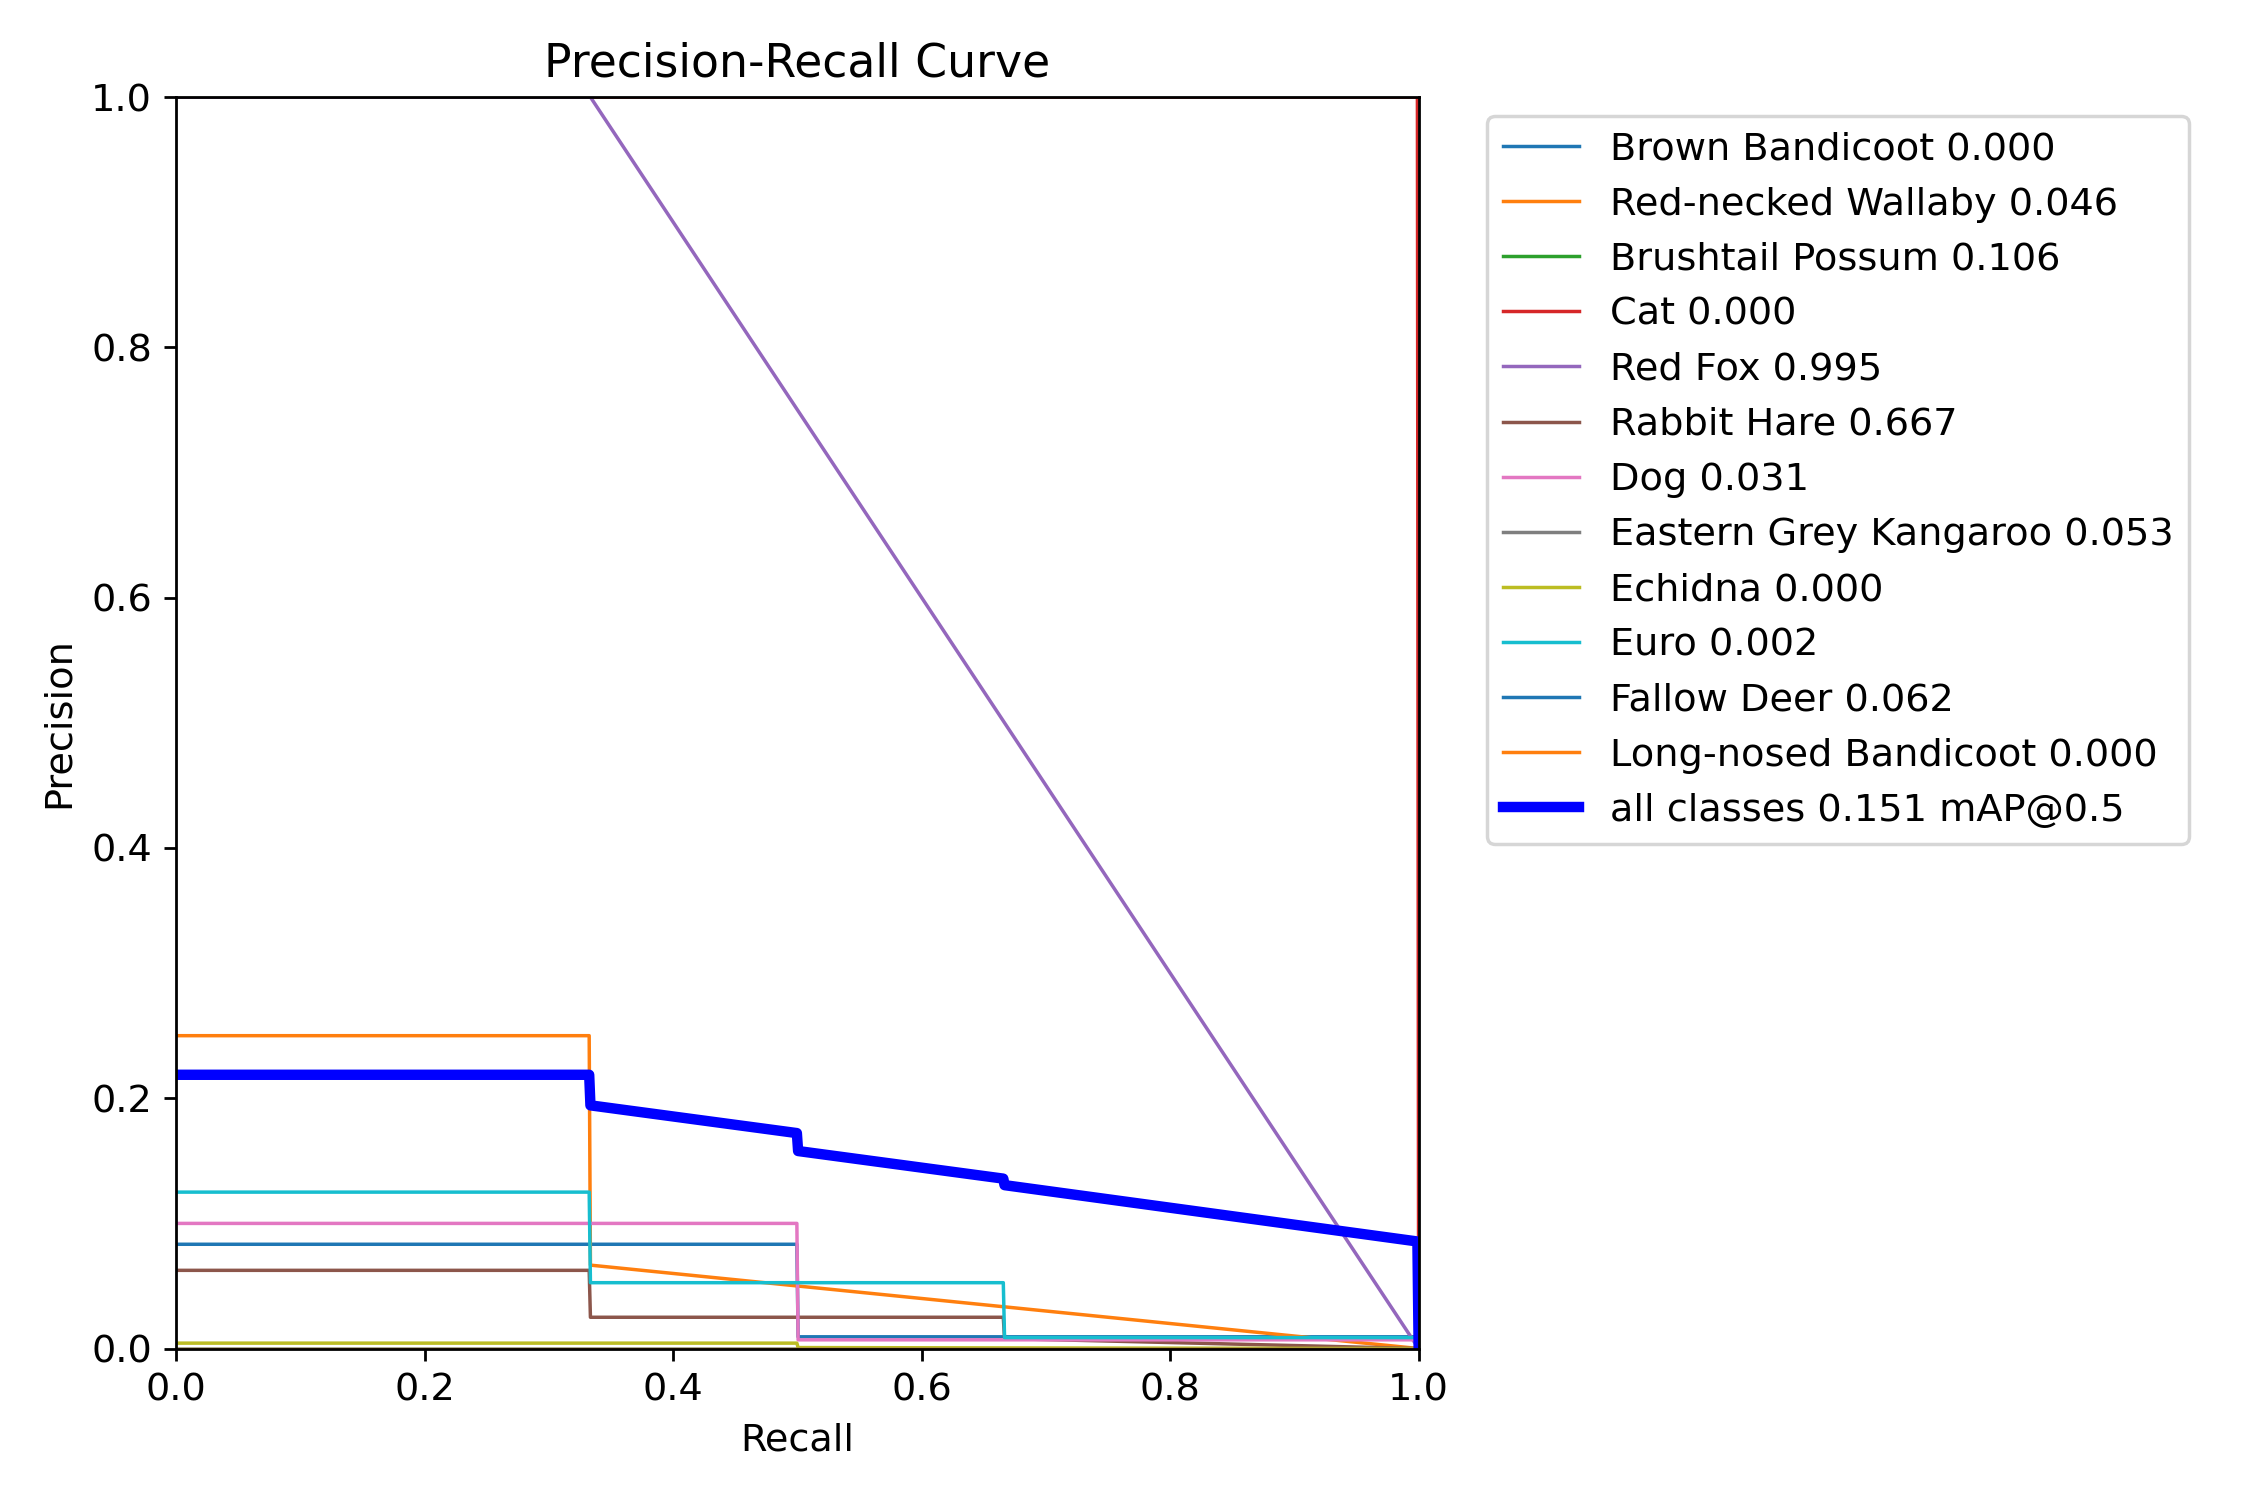 Precision-Recall Curve
1.0
0.8
0.6
0.4
0.2
0.0
Precision
0.0 0.2 0.4 0.6 0.8 1.0
Recall
Brown Bandicoot 0.000
Red-necked Wallaby 0.046
Brushtail Possum 0.106
Cat 0.000
Red Fox 0.995
Rabbit Hare 0.667
Dog 0.031
Eastern Grey Kangaroo 0.053
Echidna 0.000
Euro 0.002
Fallow Deer 0.062
Long-nosed Bandicoot 0.000
all classes 0.151 mAP@0.5